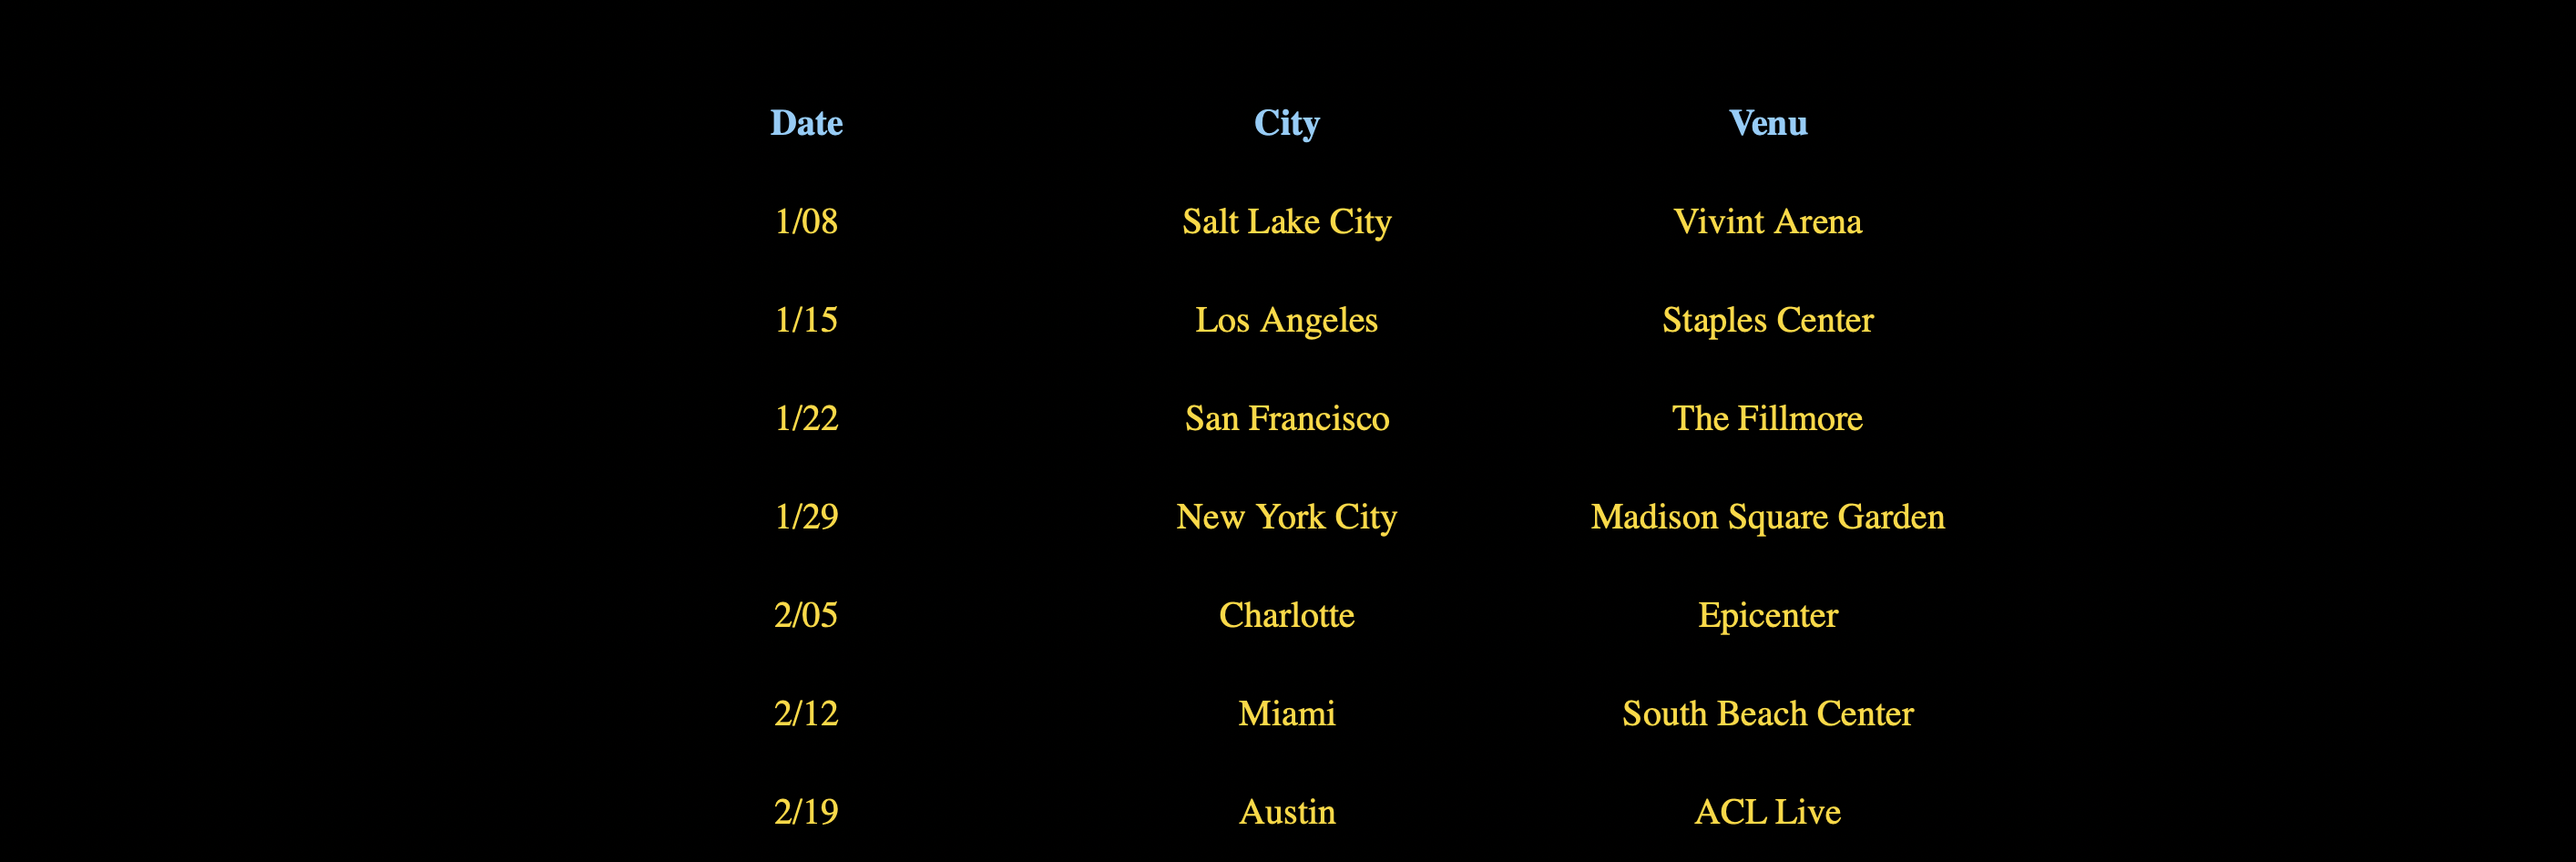 Date City Venu
1/08 Salt Lake City Vivint Arena
1/15 Los Angeles Staples Center
1/22 San Francisco The Fillmore
1/29 New York City Madison Square Garden
2/05 Charlotte Epicenter
2/12 Miami South Beach Center
2/19 Austin ACL Live